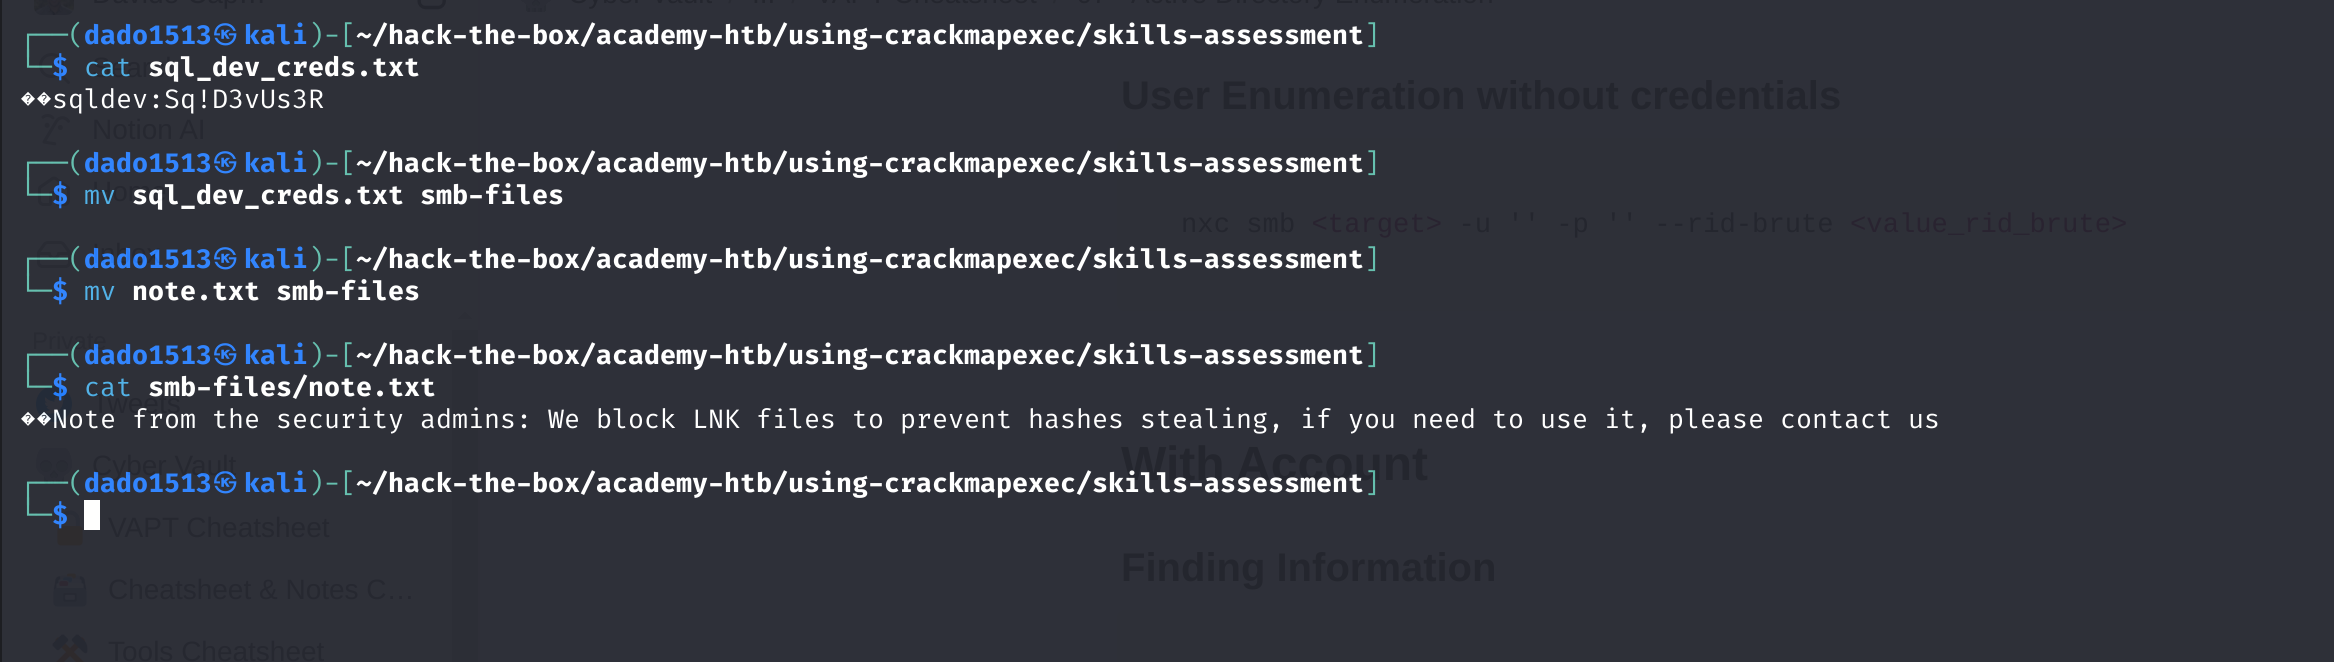 ┌──(dado1513㉿kali)-[~/hack-the-box/academy-htb/using-crackmapexec/skills-assessment]
└─$ cat sql_dev_creds.txt
��sqldev:Sq!D3vUs3R
User Enumeration without credentials
Notion AI
┌──(dado1513㉿kali)-[~/hack-the-box/academy-htb/using-crackmapexec/skills-assessment]
└─$ mv sql_dev_creds.txt smb-files
nxc smb <target> -u '' -p '' --rid-brute <value_rid_brute>
┌──(dado1513㉿kali)-[~/hack-the-box/academy-htb/using-crackmapexec/skills-assessment]
└─$ mv note.txt smb-files
Private
┌──(dado1513㉿kali)-[~/hack-the-box/academy-htb/using-crackmapexec/skills-assessment]
└─$ cat smb-files/note.txt
��Note from the security admins: We block LNK files to prevent hashes stealing, if you need to use it, please contact us
Cyber Vault
With Account
┌──(dado1513㉿kali)-[~/hack-the-box/academy-htb/using-crackmapexec/skills-assessment]
└─$
VAPT Cheatsheet
Finding Information
Cheatsheet & Notes C...
Tools Cheatsheet